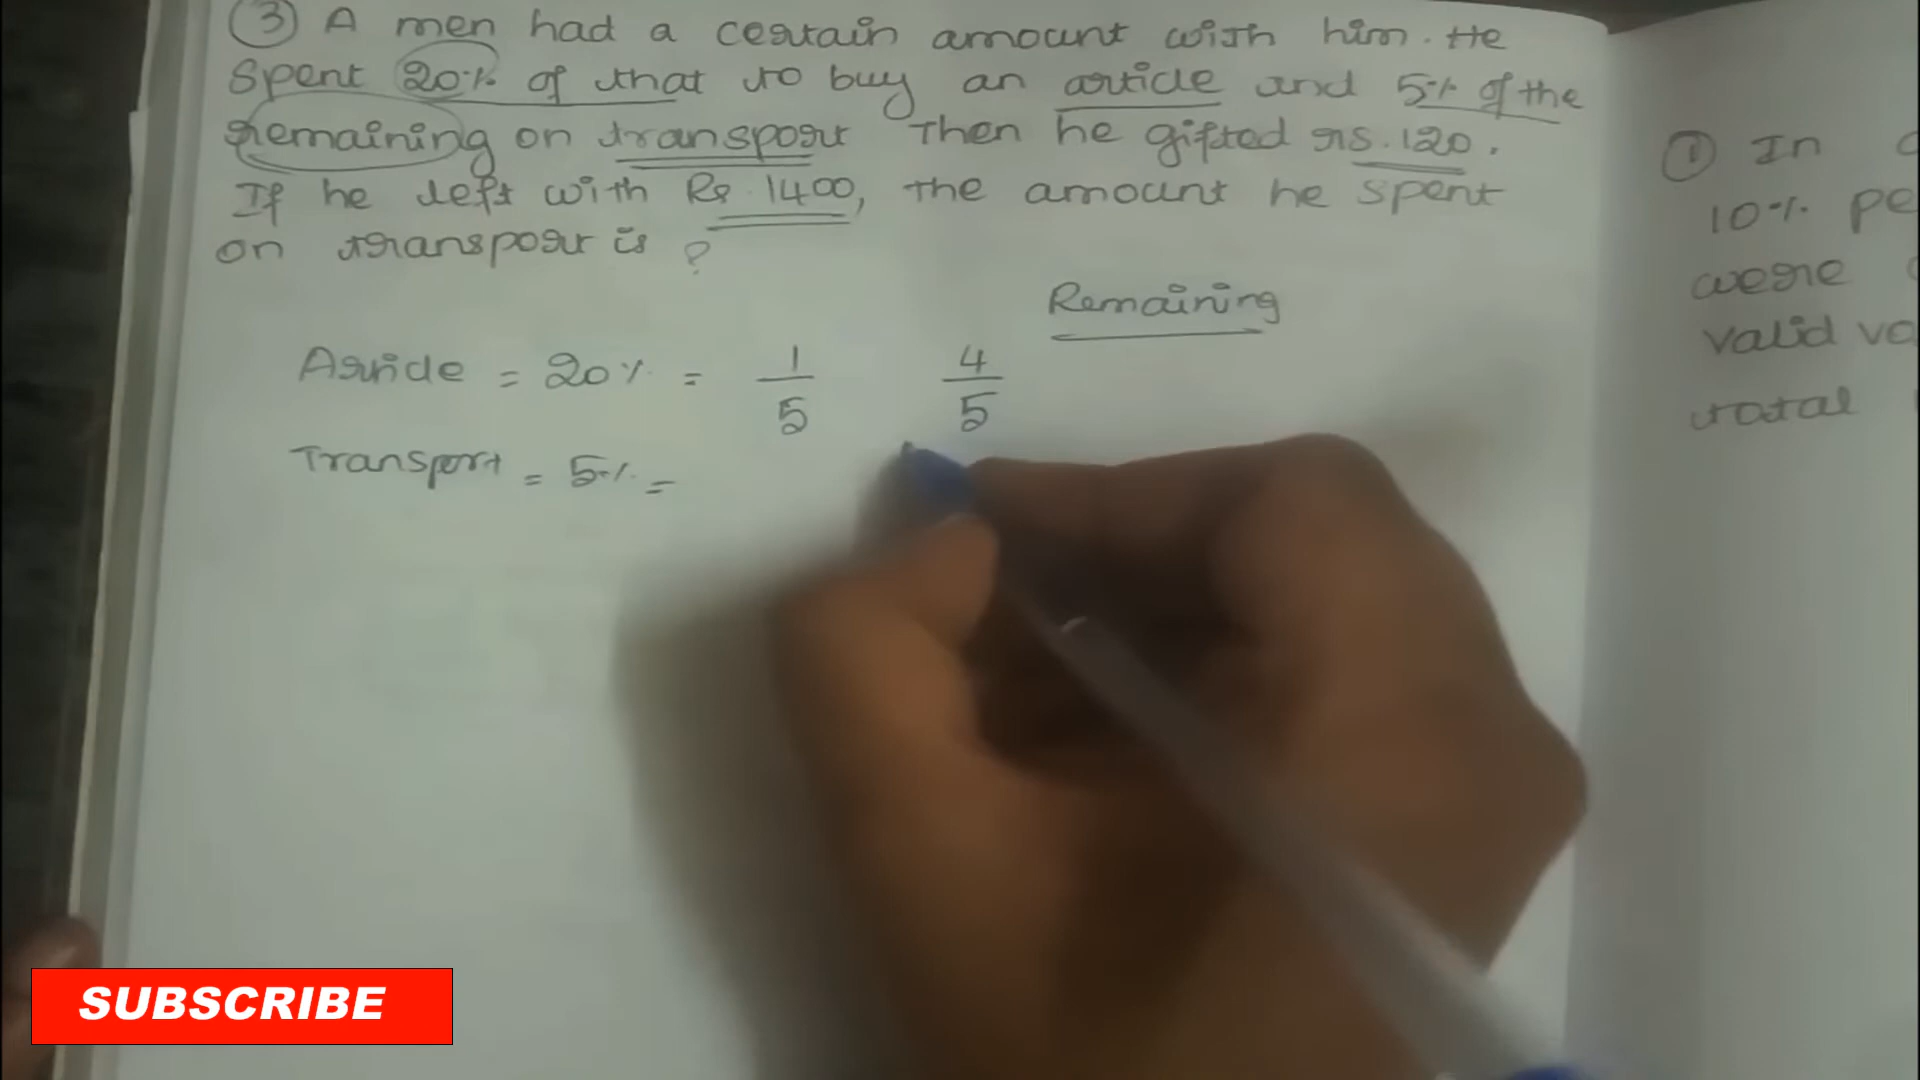 ③ A men had a certain amount with him. He
Spent 20% of that to buy an article and 5% of the
remaining on transport Then he gifted rs. 120.
If he left with Rs. 1400, the amount he spent
on transport is ?
Remaining
Article = 20% = 1/5 4/5
Transport = 5% =
① In
10% pe
were
valid vo
total
SUBSCRIBE